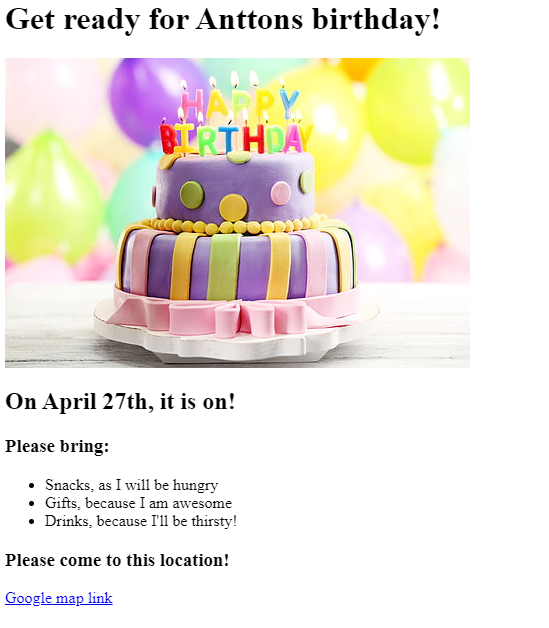 Get ready for Anttons birthday!
HAPPY
BIRTHDAY
On April 27th, it is on!
Please bring:
Snacks, as I will be hungry
Gifts, because I am awesome
Drinks, because I'll be thirsty!
Please come to this location!
Google map link